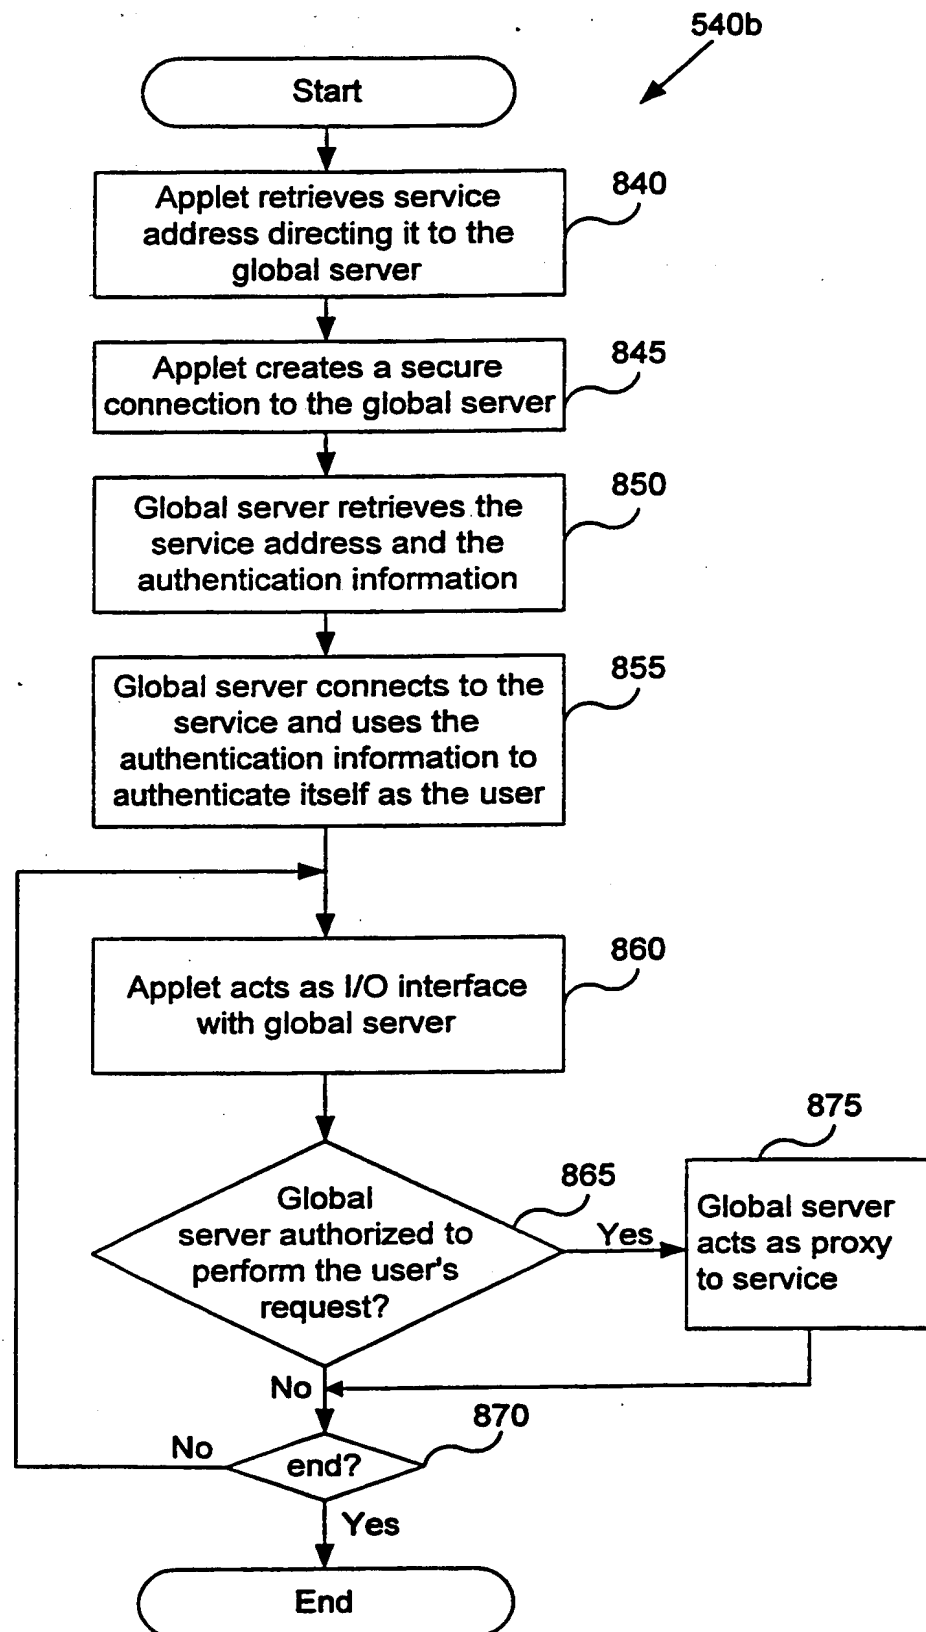 540b
Start
840
Applet retrieves service
address directing it to the
global server
845
Applet creates a secure
connection to the global server
850
Global server retrieves the
service address and the
authentication information
855
Global server connects to the
service and uses the
authentication information to
authenticate itself as the user
860
Applet acts as I/O interface
with global server
875
865
Global
server authorized to
perform the user's
request?
Yes
Global server
acts as proxy
to service
No
870
No
end?
Yes
End